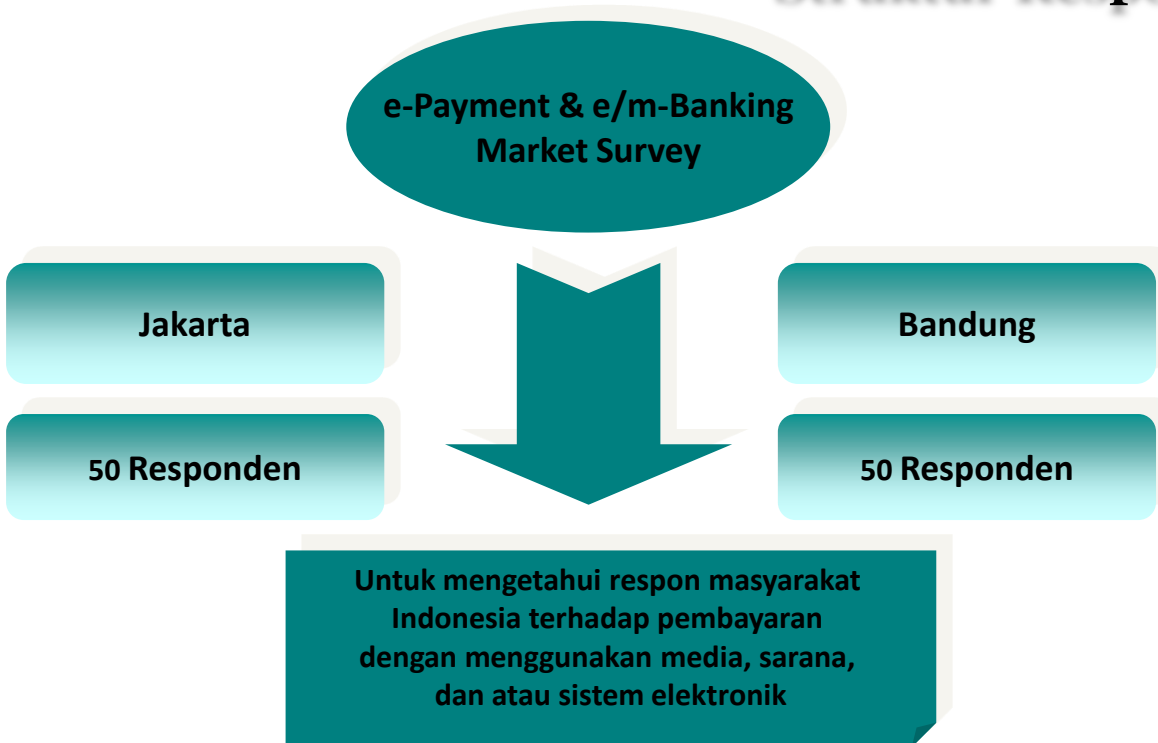 e-Payment & e/m-Banking
Market Survey
Jakarta
Bandung
50 Responden
50 Responden
Untuk mengetahui respon masyarakat
Indonesia terhadap pembayaran
dengan menggunakan media, sarana,
dan atau sistem elektronik